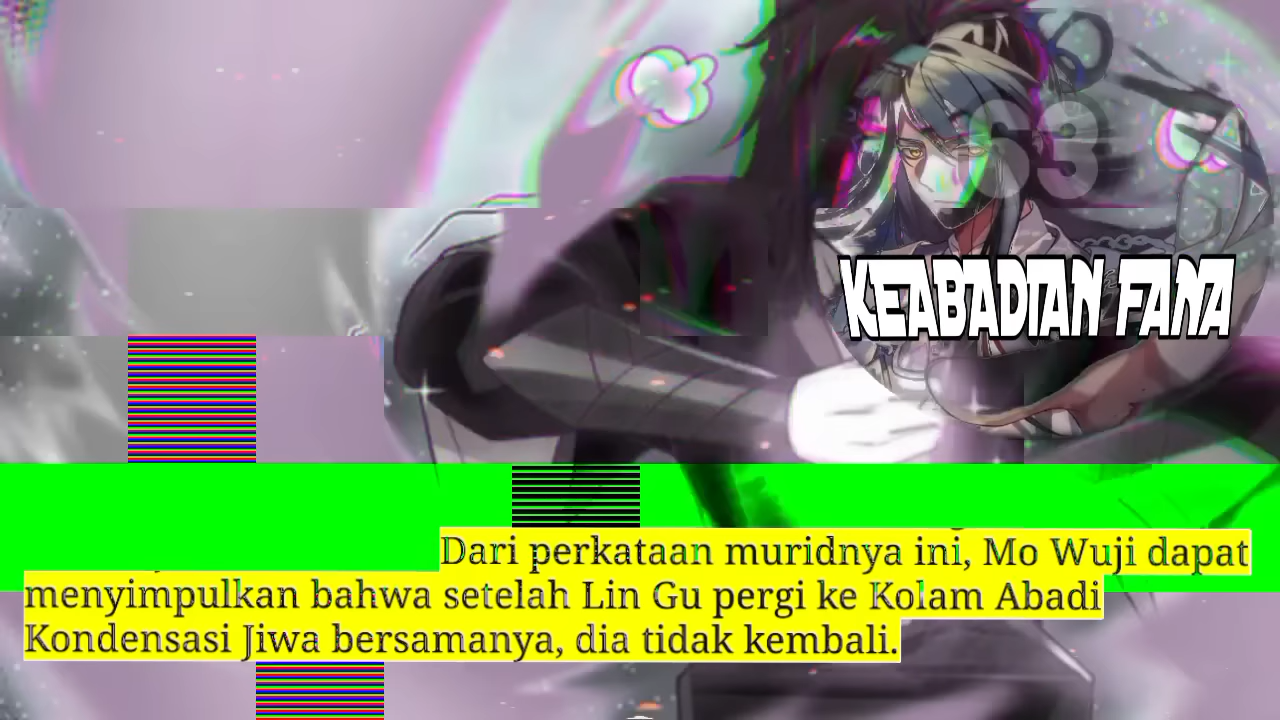 63
KEABADIAN FANA
Dari perkataan muridnya ini, Mo Wuji dapat
menyimpulkan bahwa setelah Lin Gu pergi ke Kolam Abadi
Kondensasi Jiwa bersamanya, dia tidak kembali.